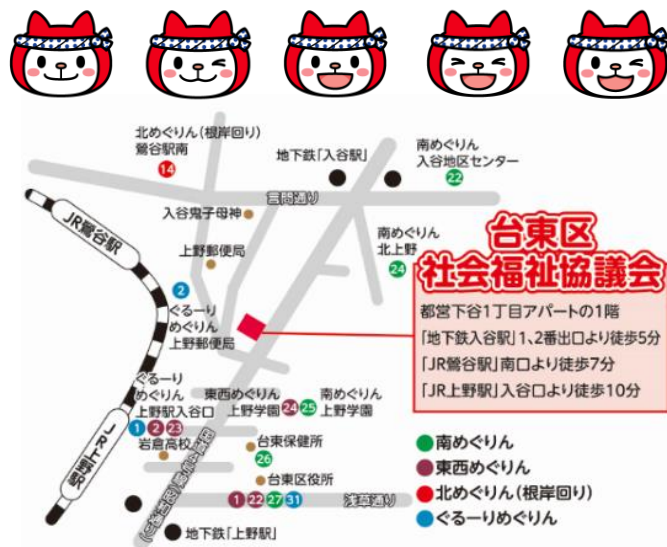 北めぐりん(根岸回り)
鶯谷駅南
14
地下鉄「入谷駅」
南めぐりん
入谷地区センター
22
言問通り
JR鶯谷駅
入谷鬼子母神
上野郵便局
南めぐりん
北上野
24
台東区
社会福祉協議会
都営下谷1丁目アパートの1階
「地下鉄入谷駅」1、2番出口より徒歩5分
「JR鶯谷駅」南口より徒歩7分
「JR上野駅」入谷口より徒歩10分
2
ぐるーり
めぐりん
上野郵便局
ぐるーり
めぐりん
上野駅入谷口
1 2 23
岩倉高校
東西めぐりん
上野学園
24 25
南めぐりん
上野学園
JR上野駅
台東保健所
26
台東区役所
1 22 27 31
浅草通り
地下鉄「上野駅」
南めぐりん
東西めぐりん
北めぐりん(根岸回り)
ぐるーりめぐりん